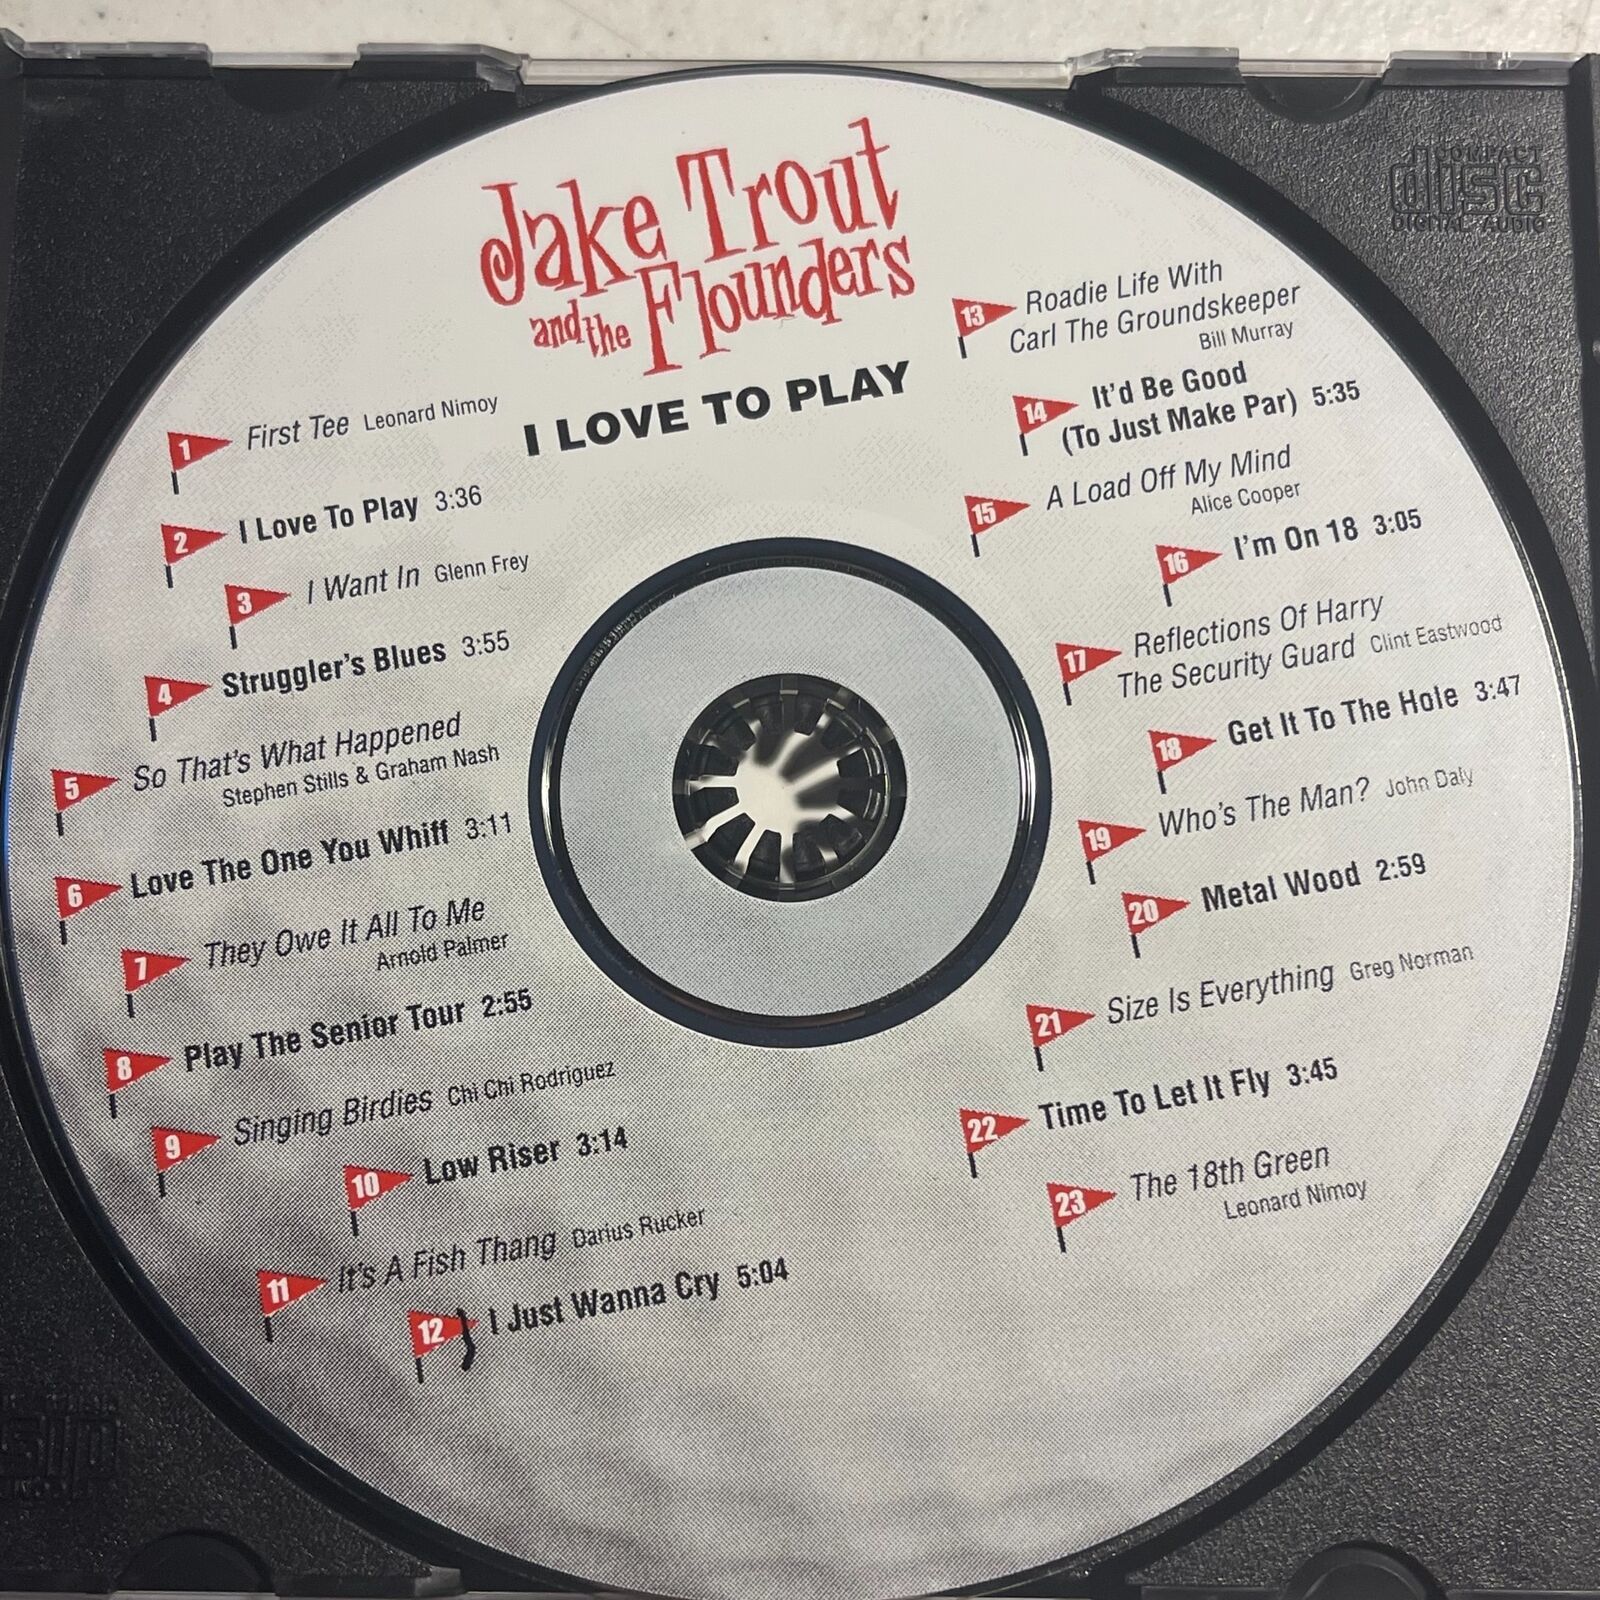 COMPACT
disc
DIGITAL AUDIO
Jake Trout
and the Flounders
I LOVE TO PLAY
1 First Tee Leonard Nimoy
2 I Love To Play 3:36
3 I Want In Glenn Frey
4 Struggler's Blues 3:55
5 So That's What Happened
Stephen Stills & Graham Nash
6 Love The One You Whiff 3:11
7 They Owe It All To Me
Arnold Palmer
8 Play The Senior Tour 2:55
9 Singing Birdies Chi Chi Rodriguez
10 Low Riser 3:14
11 It's A Fish Thang Darius Rucker
12 I Just Wanna Cry 5:04
13 Roadie Life With
Carl The Groundskeeper
Bill Murray
14 It'd Be Good
(To Just Make Par) 5:35
15 A Load Off My Mind
Alice Cooper
16 I'm On 18 3:05
17 Reflections Of Harry
The Security Guard Clint Eastwood
18 Get It To The Hole 3:47
19 Who's The Man? John Daly
20 Metal Wood 2:59
21 Size Is Everything Greg Norman
22 Time To Let It Fly 3:45
23 The 18th Green
Leonard Nimoy